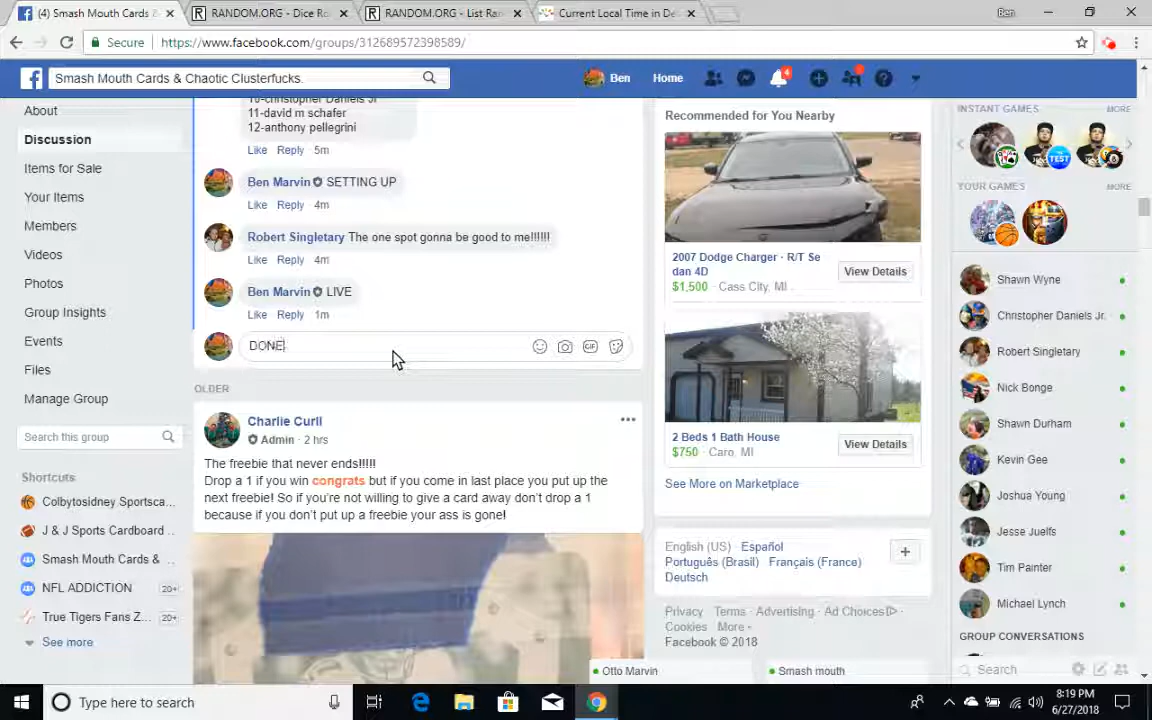 (4) Smash Mouth Cards &
RANDOM.ORG - Dice Ro
RANDOM.ORG - List Ran
Current Local Time in De
Ben
Secure
https://www.facebook.com/groups/312689572398589/
Smash Mouth Cards & Chaotic Clusterfucks.
Ben
Home
4
About
Discussion
Items for Sale
Your Items
Members
Videos
Photos
Group Insights
Events
Files
Manage Group
Search this group
Shortcuts
Colbytosidney Sportsca...
J & J Sports Cardboard ...
Smash Mouth Cards & ...
NFL ADDICTION 20+
True Tigers Fans Z... 20+
See more
10-christopher Daniels Jr
11-david m schafer
12-anthony pellegrini
Like Reply 5m
Ben Marvin SETTING UP
Like Reply 4m
Robert Singletary The one spot gonna be good to me!!!!!!
Like Reply 4m
Ben Marvin LIVE
Like Reply 1m
DONE
GIF
OLDER
Charlie Curll
Admin · 2 hrs
The freebie that never ends!!!!!
Drop a 1 if you win congrats but if you come in last place you put up the
next freebie! So if you're not willing to give a card away don't drop a 1
because if you don't put up a freebie your ass is gone!
Recommended for You Nearby
2007 Dodge Charger · R/T Se
dan 4D
$1,500 · Cass City, MI
View Details
2 Beds 1 Bath House
$750 · Caro, MI
View Details
See More on Marketplace
English (US) · Español
Português (Brasil) · Français (France)
Deutsch
Privacy · Terms · Advertising · Ad Choices
Cookies · More
Facebook © 2018
Otto Marvin
Smash mouth
INSTANT GAMES MORE
TEST
YOUR GAMES MORE
Shawn Wyne
Christopher Daniels Jr.
Robert Singletary
Nick Bonge
Shawn Durham
Kevin Gee
Joshua Young
Jesse Juelfs
Tim Painter
Michael Lynch
GROUP CONVERSATIONS
Search
Type here to search
8:19 PM
6/27/2018